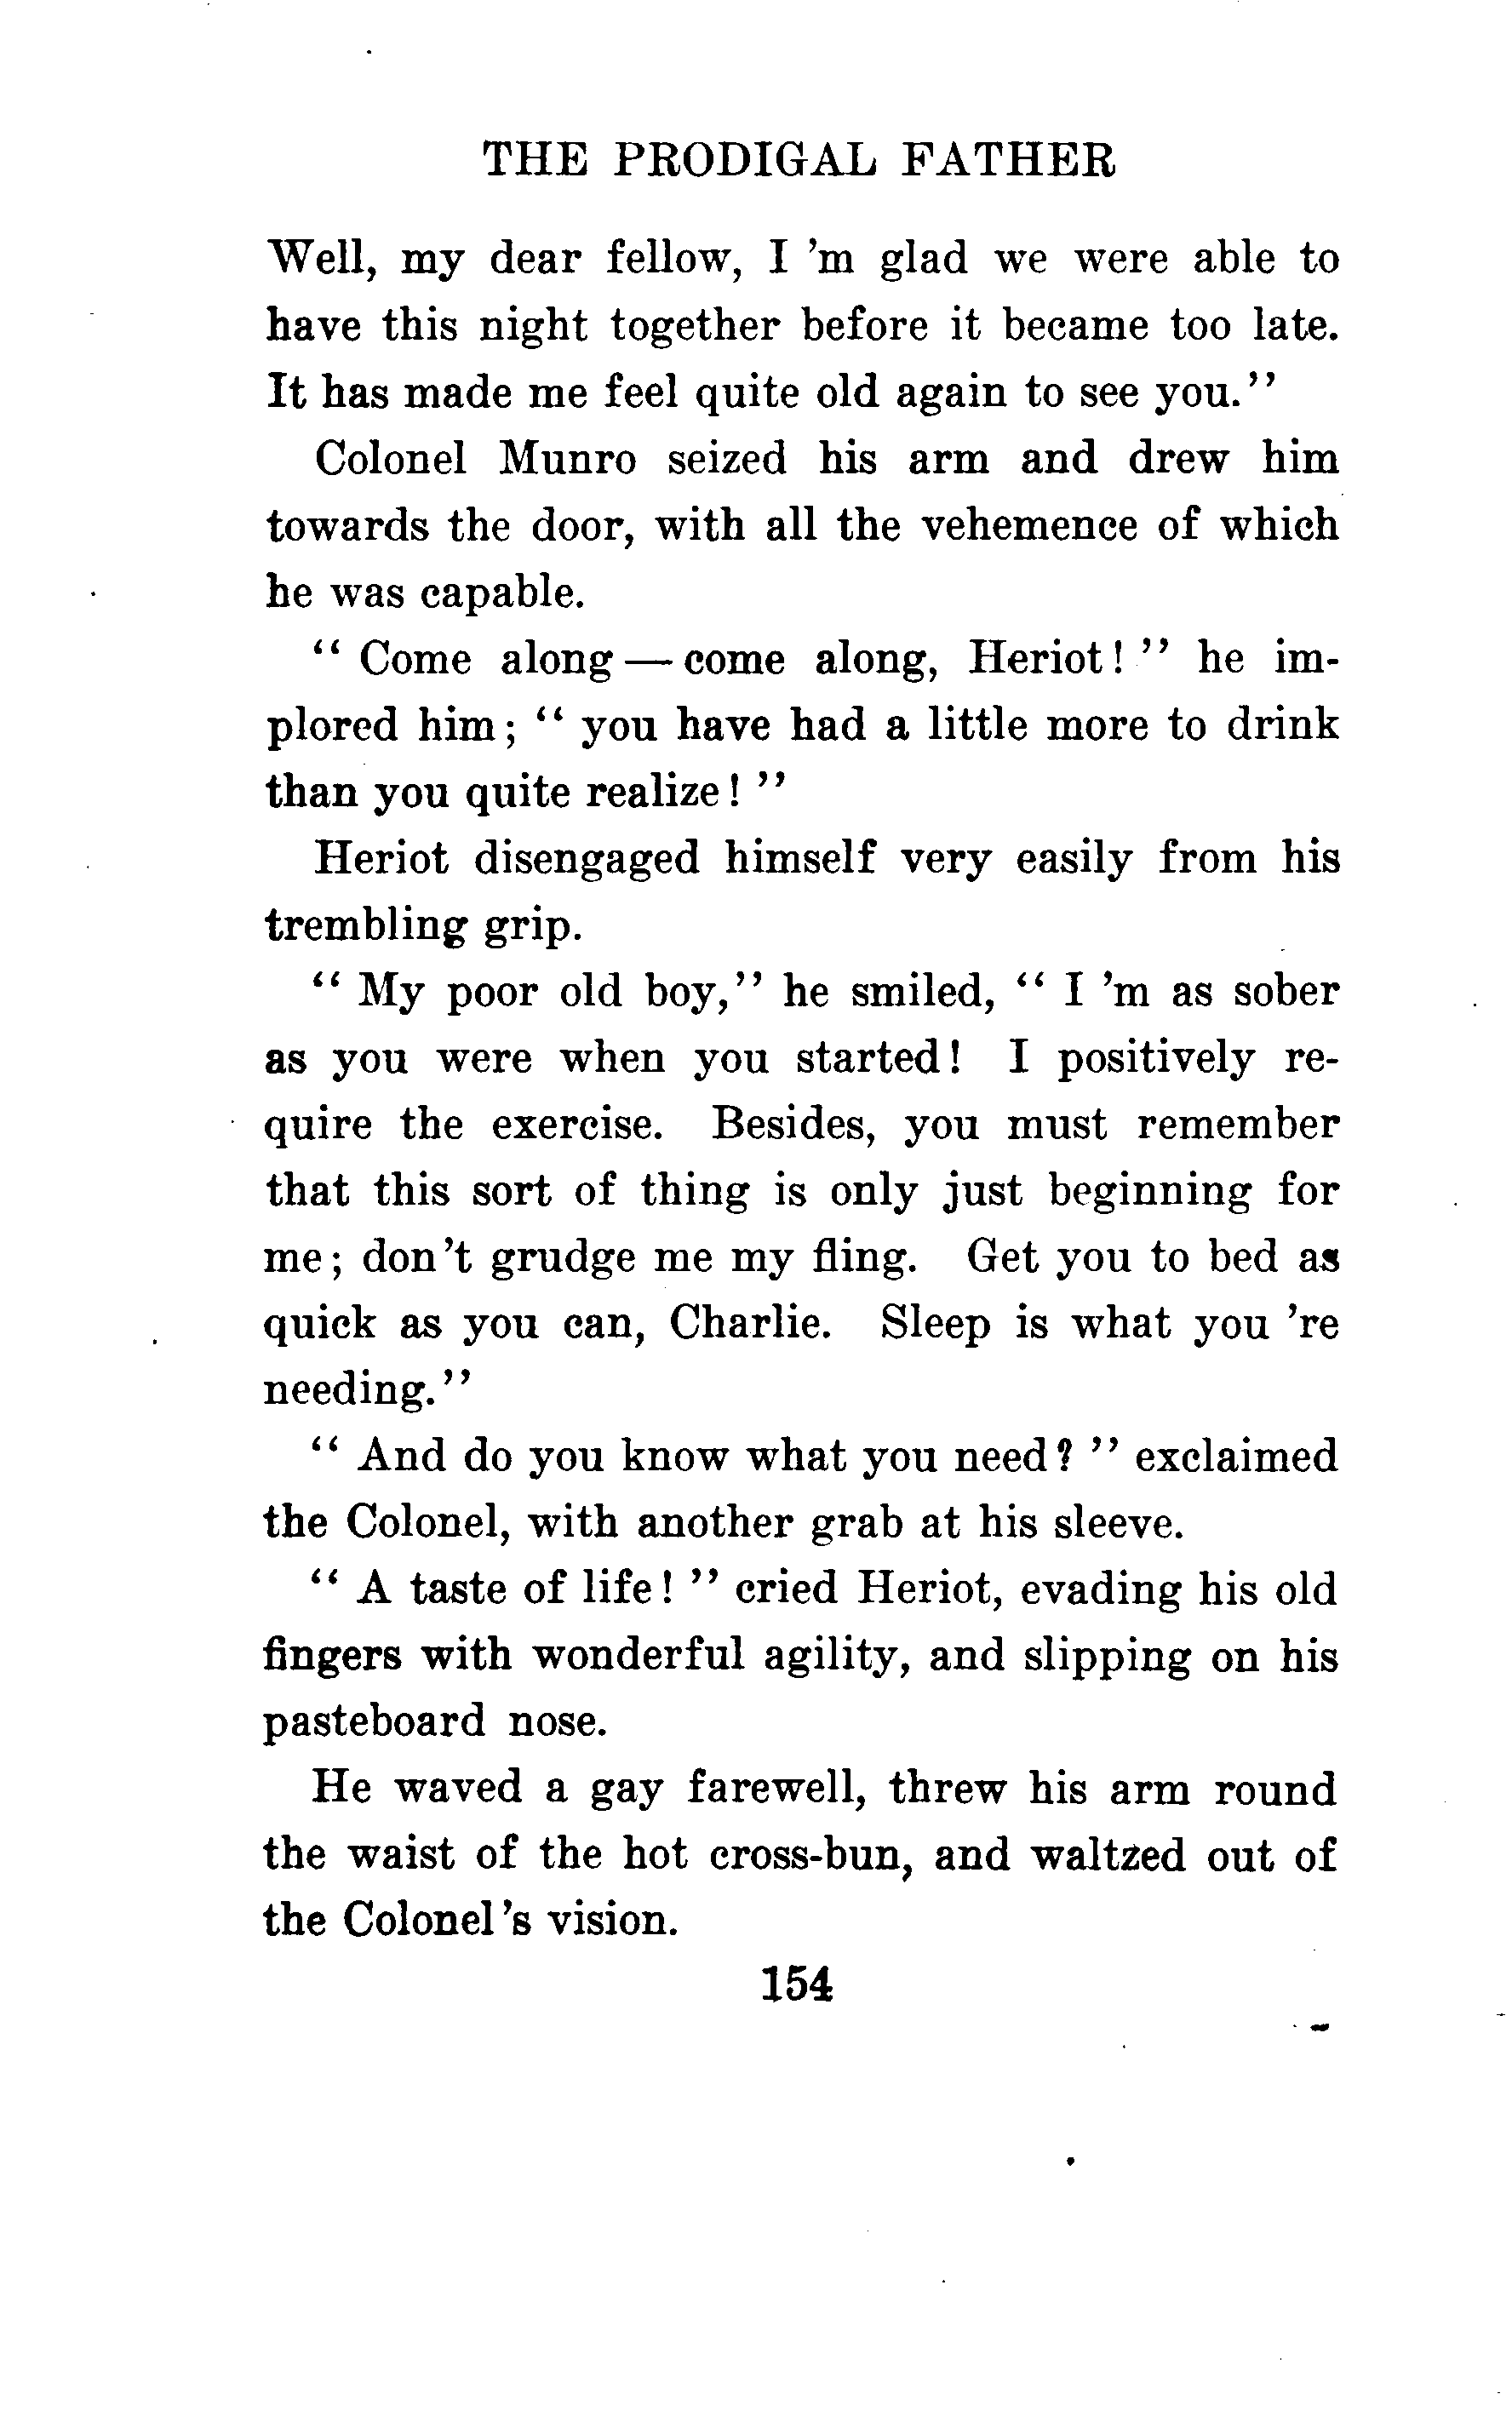 THE PRODIGAL FATHER
Well, my dear fellow, I 'm glad we were able to
have this night together before it became too late.
It has made me feel quite old again to see you.''
Colonel Munro seized his arm and drew him
towards the door, with all the vehemence of which
he was capable.
'' Come along — come along, Heriot! '' he im-
plored him; '' you have had a little more to drink
than you quite realize! ''
Heriot disengaged himself very easily from his
trembling grip.
'' My poor old boy,'' he smiled, '' I 'm as sober
as you were when you started! I positively re-
quire the exercise. Besides, you must remember
that this sort of thing is only just beginning for
me; don't grudge me my fling. Get you to bed as
quick as you can, Charlie. Sleep is what you 're
needing.''
'' And do you know what you need? '' exclaimed
the Colonel, with another grab at his sleeve.
'' A taste of life! '' cried Heriot, evading his old
fingers with wonderful agility, and slipping on his
pasteboard nose.
He waved a gay farewell, threw his arm round
the waist of the hot cross-bun, and waltzed out of
the Colonel's vision.
154